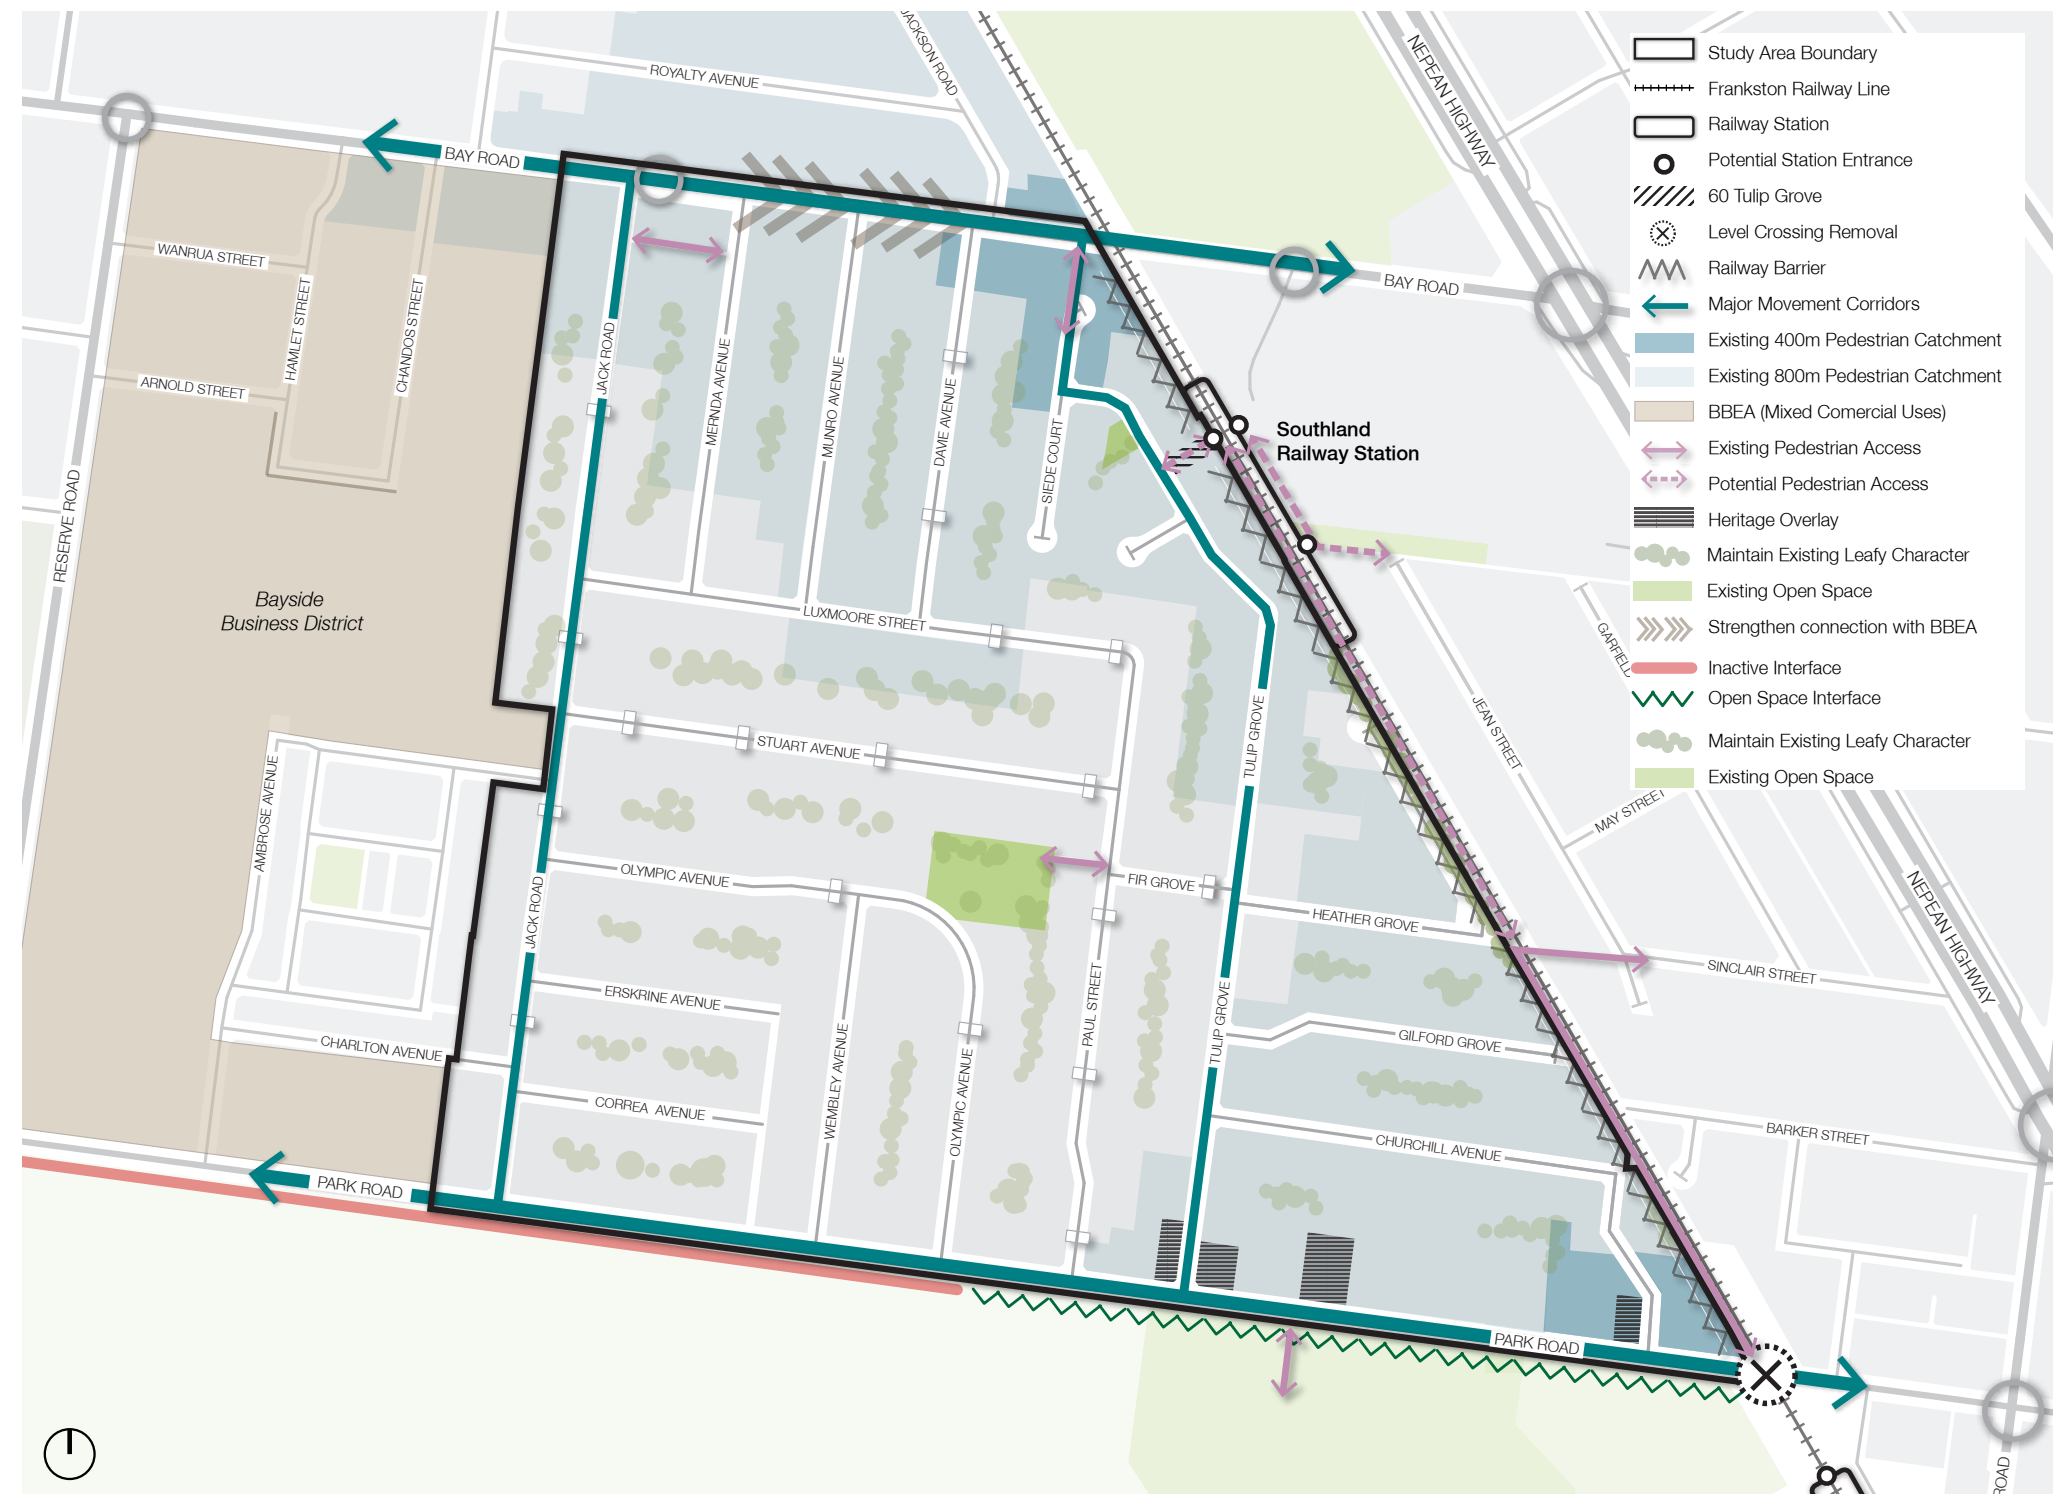 ROYALTY AVENUE
JACKSON ROAD
NEPEAN HIGHWAY
BAY ROAD
BAY ROAD
WANRUA STREET
HAMLET STREET
CHANDOS STREET
ARNOLD STREET
RESERVE ROAD
JACK ROAD
MERNDA AVENUE
MUNRO AVENUE
DAME AVENUE
SIEDE COURT
Southland
Railway Station
Bayside
Business District
LUXMOORE STREET
GARFIELD
JEAN STREET
TULIP GROVE
STUART AVENUE
MAY STREET
AMBROSE AVENUE
OLYMPIC AVENUE
FIR GROVE
HEATHER GROVE
JACK ROAD
NEPEAN HIGHWAY
SINCLAIR STREET
ERSKRINE AVENUE
PAUL STREET
TULIP GROVE
CHARLTON AVENUE
GILFORD GROVE
WEMBLEY AVENUE
OLYMPIC AVENUE
CORREA AVENUE
CHURCHILL AVENUE
BARKER STREET
PARK ROAD
PARK ROAD
ROAD
Study Area Boundary
Frankston Railway Line
Railway Station
Potential Station Entrance
60 Tulip Grove
Level Crossing Removal
Railway Barrier
Major Movement Corridors
Existing 400m Pedestrian Catchment
Existing 800m Pedestrian Catchment
BBEA (Mixed Comercial Uses)
Existing Pedestrian Access
Potential Pedestrian Access
Heritage Overlay
Maintain Existing Leafy Character
Existing Open Space
Strengthen connection with BBEA
Inactive Interface
Open Space Interface
Maintain Existing Leafy Character
Existing Open Space